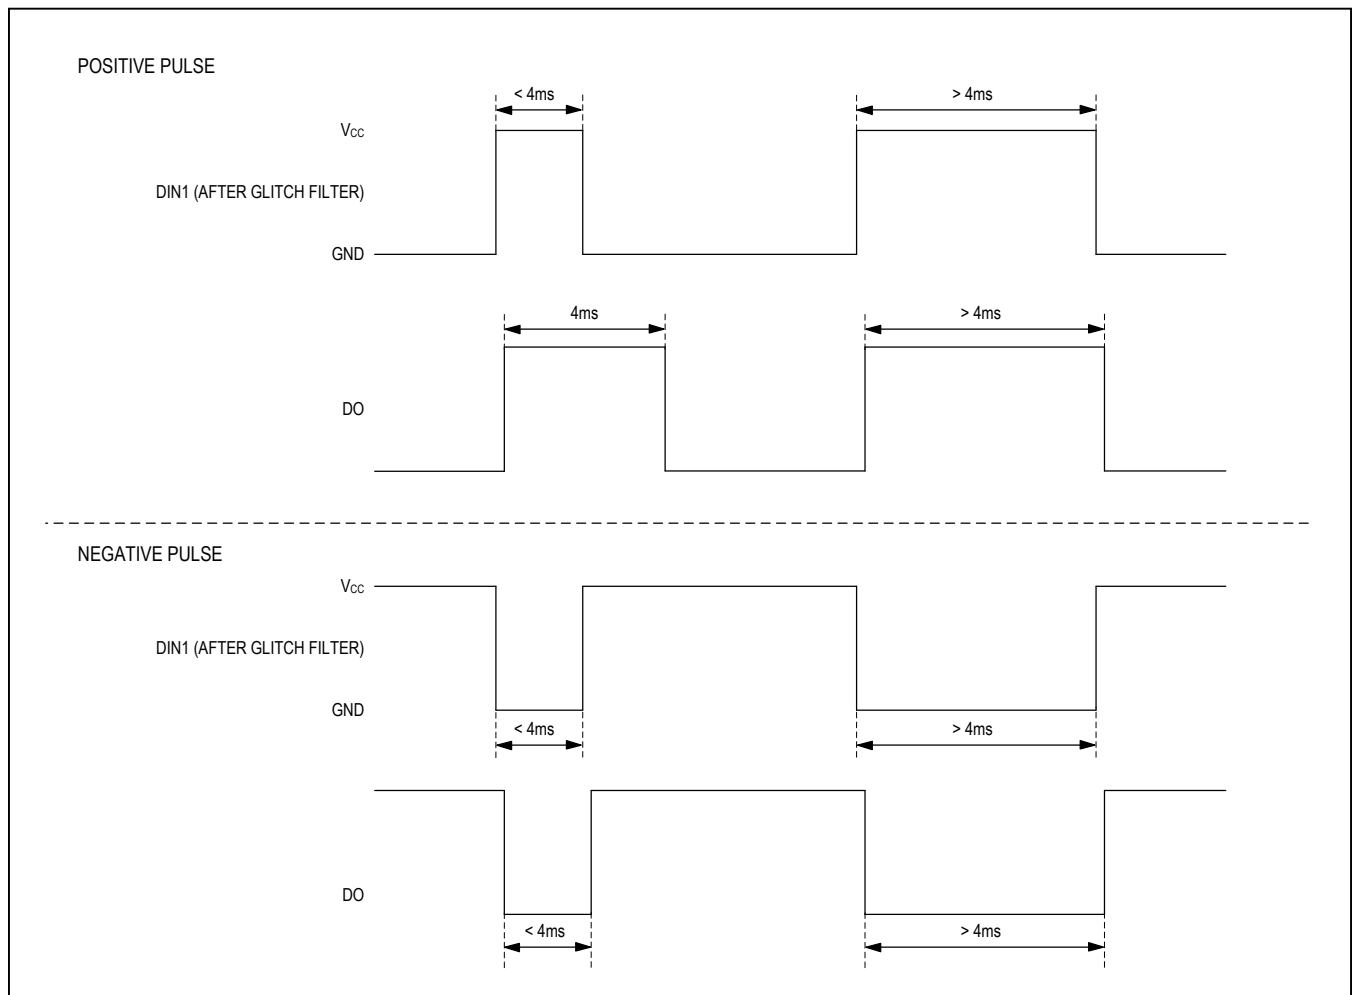 POSITIVE PULSE
< 4ms
> 4ms
VCC
DIN1 (AFTER GLITCH FILTER)
GND
4ms
> 4ms
DO
NEGATIVE PULSE
VCC
DIN1 (AFTER GLITCH FILTER)
GND
< 4ms
> 4ms
DO
< 4ms
> 4ms